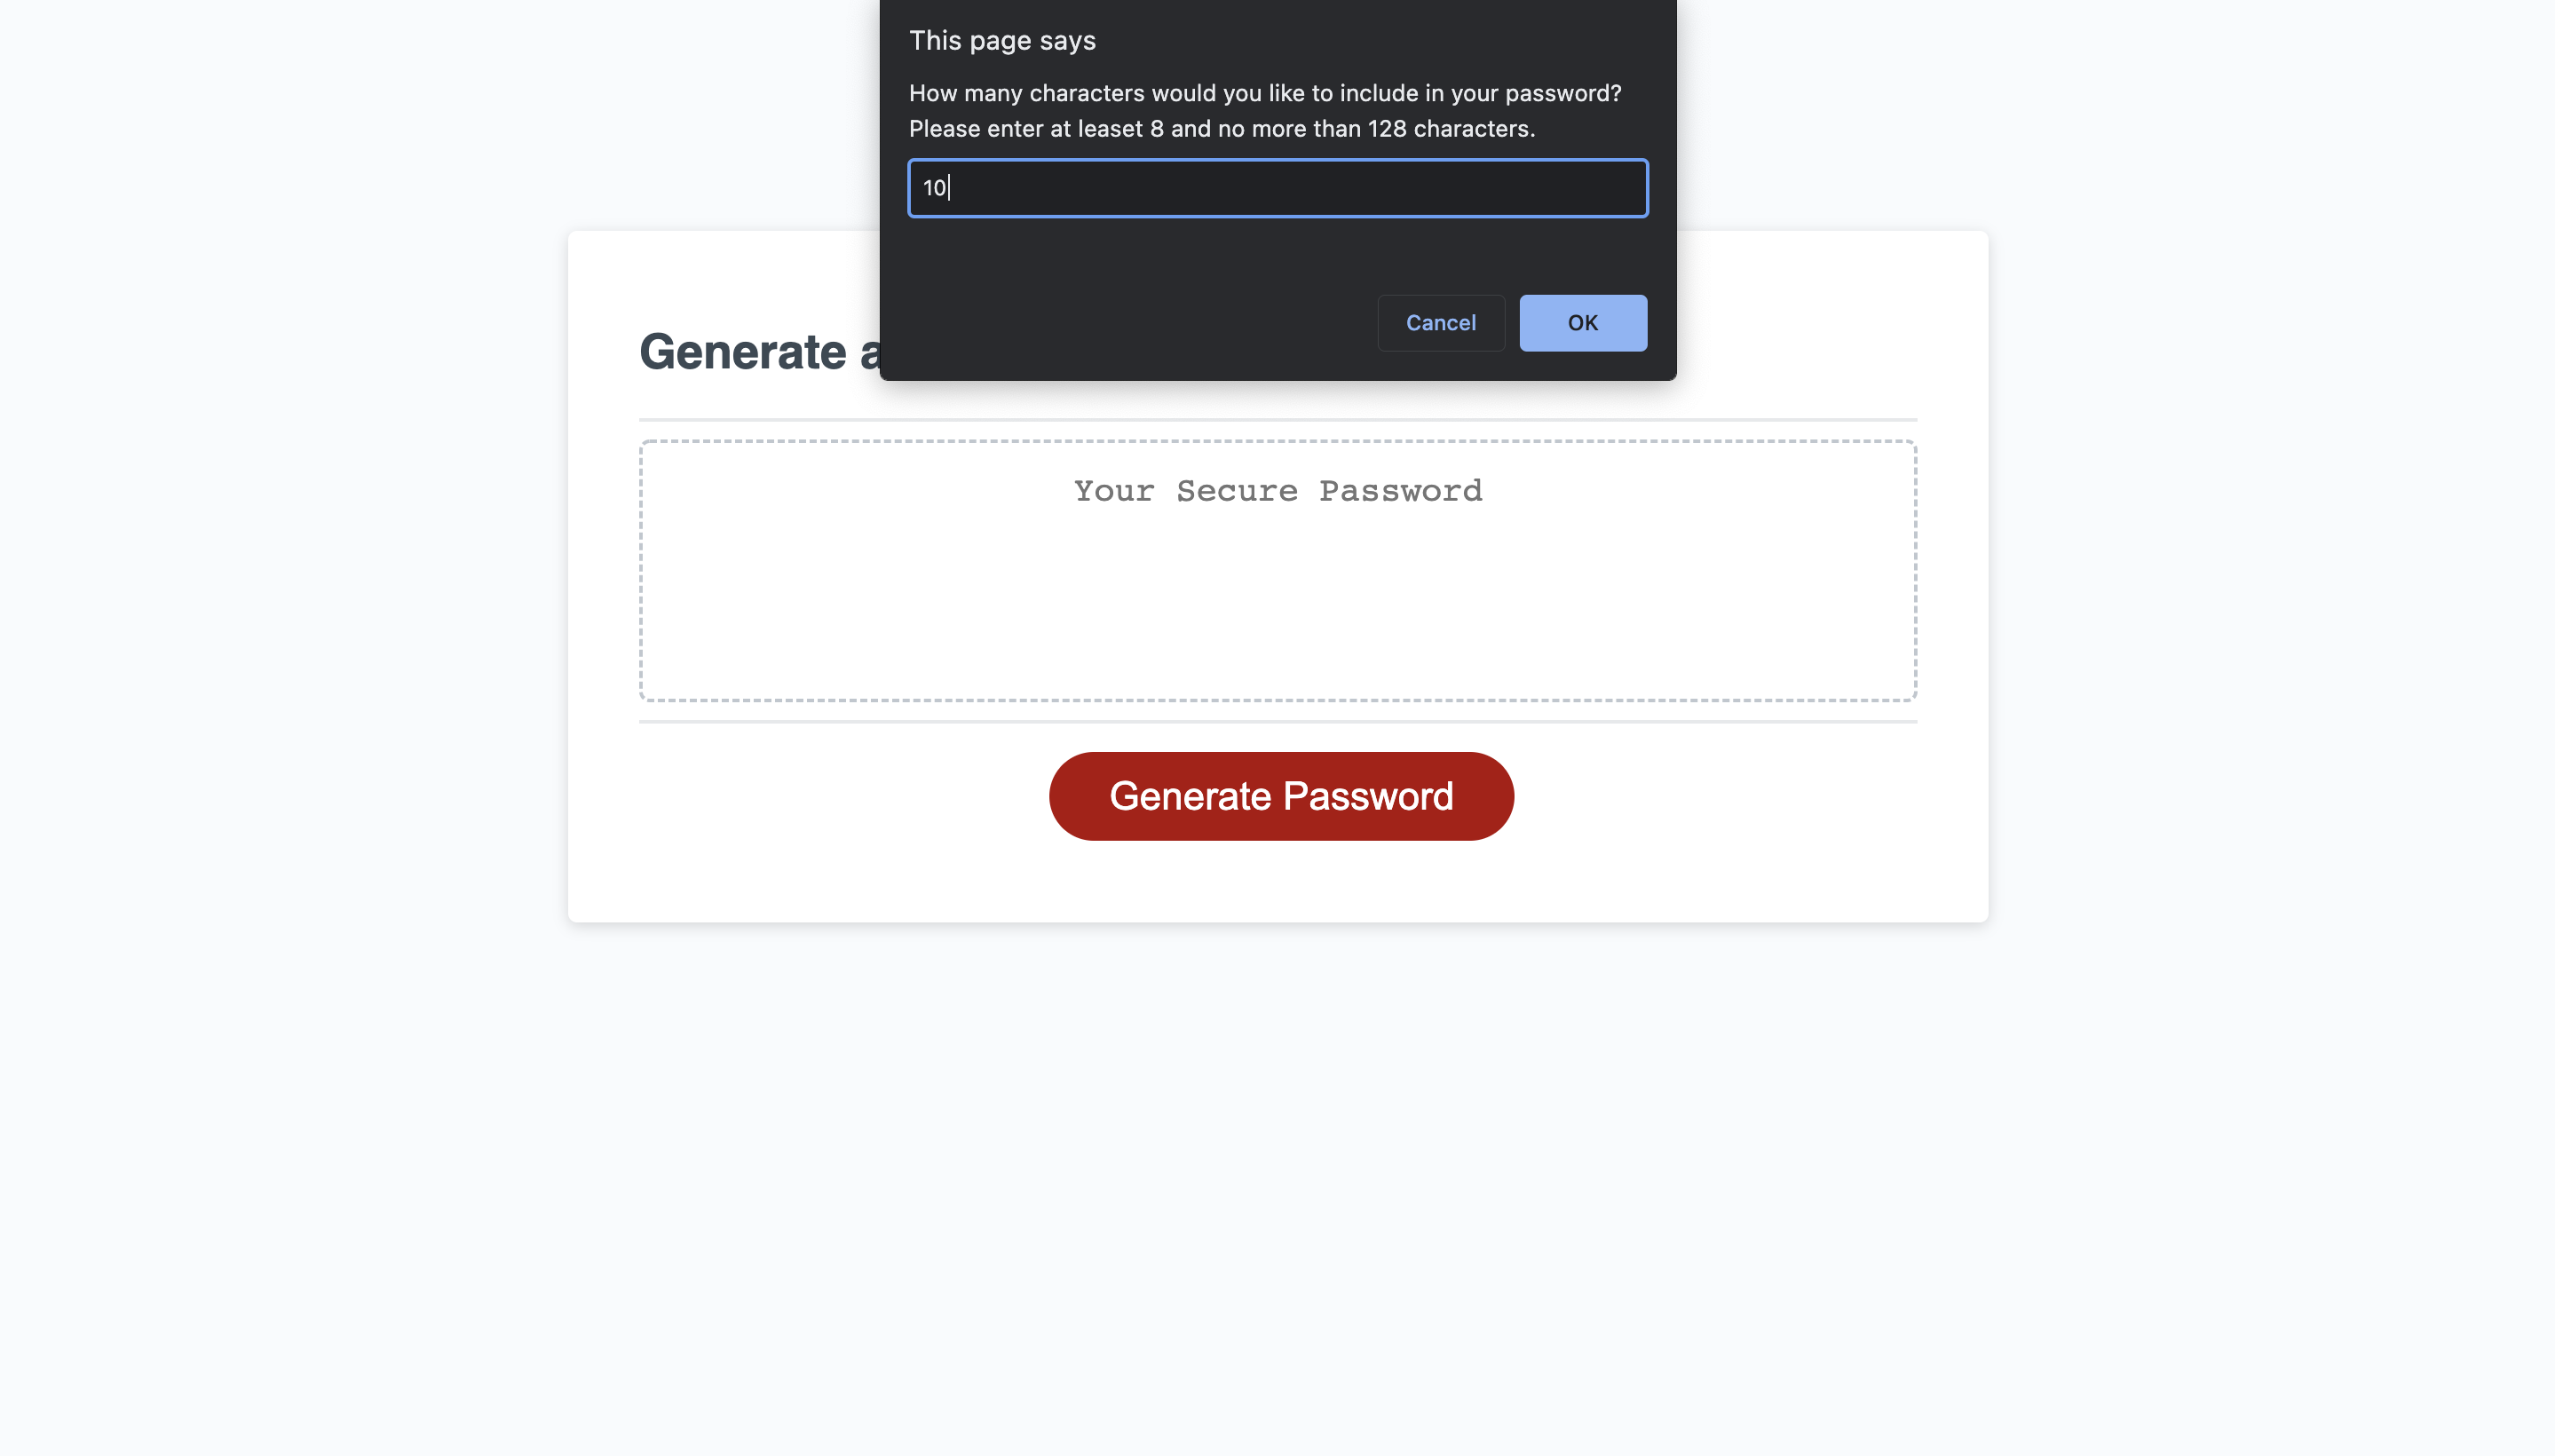 This page says
How many characters would you like to include in your password?
Please enter at leaset 8 and no more than 128 characters.
10
Cancel
OK
Generate a
Your Secure Password
Generate Password